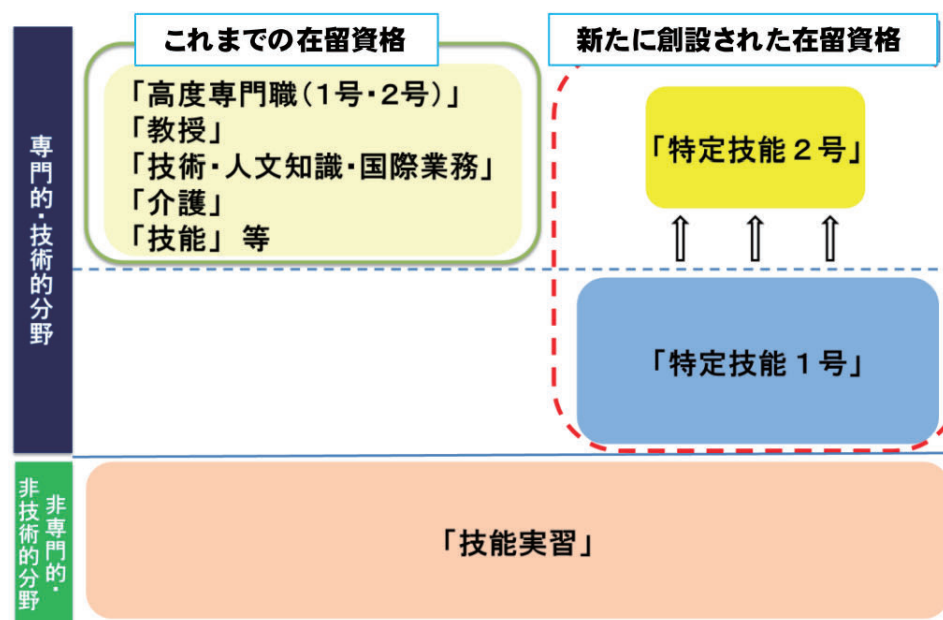 これまでの在留資格
新たに創設された在留資格
専門的・技術的分野
「高度専門職(1号・2号)」
「教授」
「技術・人文知識・国際業務」
「介護」
「技能」 等
「特定技能2号」
「特定技能1号」
非専門的・
非技術的分野
「技能実習」